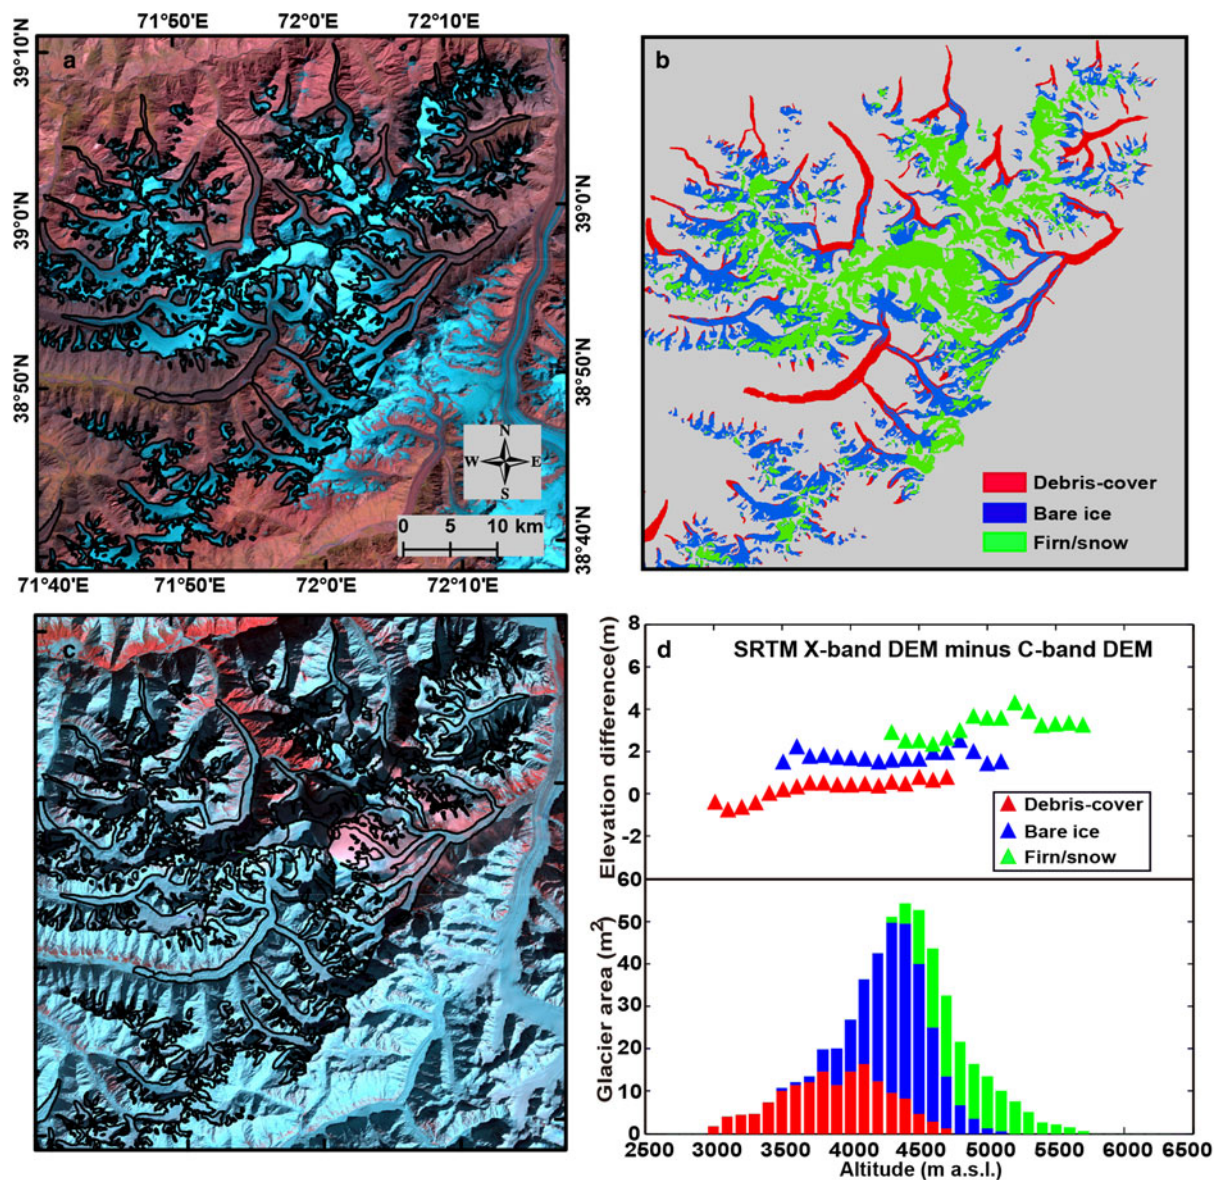 71°50'E 72°0'E 72°10'E
39°10'N
39°0'N
38°50'N
a
39°0'N
38°50'N
38°40'N
N
W E
S
0 5 10 km
71°40'E 71°50'E 72°0'E 72°10'E
b
Debris-cover
Bare ice
Firn/snow
c
d
SRTM X-band DEM minus C-band DEM
Elevation difference(m)
8
6
4
2
0
-2
Debris-cover
Bare ice
Firn/snow
Glacier area (m²)
60
50
40
30
20
10
0
2500 3000 3500 4000 4500 5000 5500 6000 6500
Altitude (m a.s.l.)